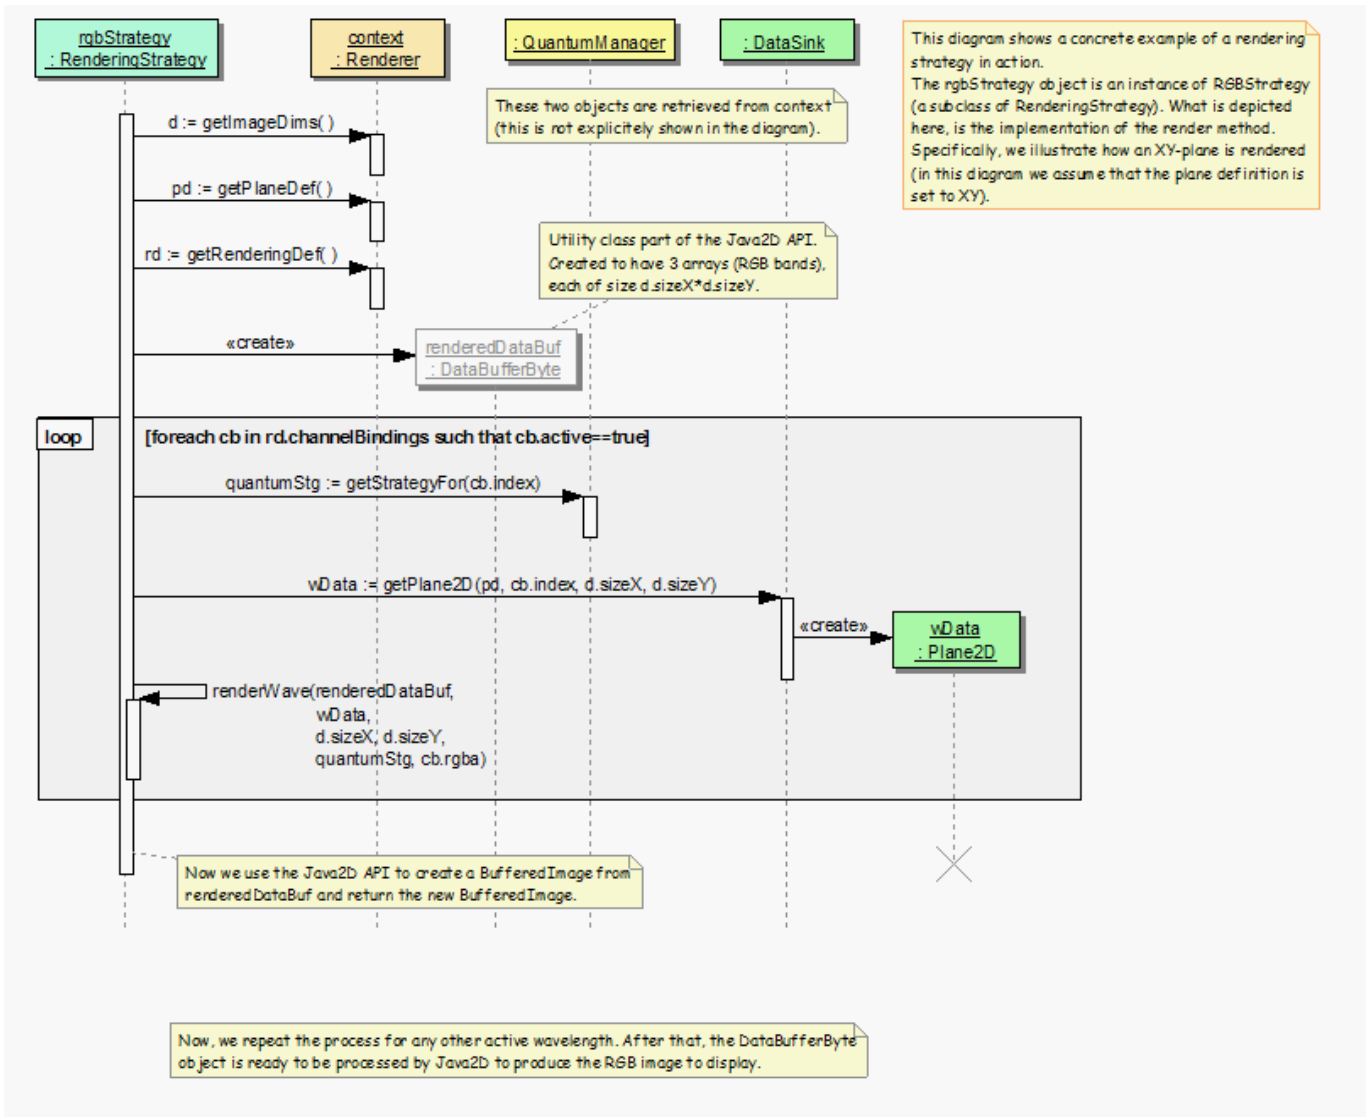 rgbStrategy
: RenderingStrategy
context
: Renderer
: QuantumManager
: DataSink
This diagram shows a concrete example of a rendering
strategy in action.
The rgbStrategy object is an instance of RGBStrategy
(a subclass of RenderingStrategy). What is depicted
here, is the implementation of the render method.
Specifically, we illustrate how an XY-plane is rendered
(in this diagram we assume that the plane definition is
set to XY).
These two objects are retrieved from context
(this is not explicitely shown in the diagram).
d := getImageDims( )
pd := getPlaneDef( )
rd := getRenderingDef( )
Utility class part of the Java2D API.
Created to have 3 arrays (RGB bands),
each of size d.sizeX*d.sizeY.
«create»
renderedDataBuf
: DataBufferByte
loop
[foreach cb in rd.channelBindings such that cb.active==true]
quantumStg := getStrategyFor(cb.index)
wData := getPlane2D(pd, cb.index, d.sizeX, d.sizeY)
«create»
wData
: Plane2D
renderWave(renderedDataBuf,
wData,
d.sizeX, d.sizeY,
quantumStg, cb.rgba)
Now we use the Java2D API to create a BufferedImage from
renderedDataBuf and return the new BufferedImage.
Now, we repeat the process for any other active wavelength. After that, the DataBufferByte
object is ready to be processed by Java2D to produce the RGB image to display.